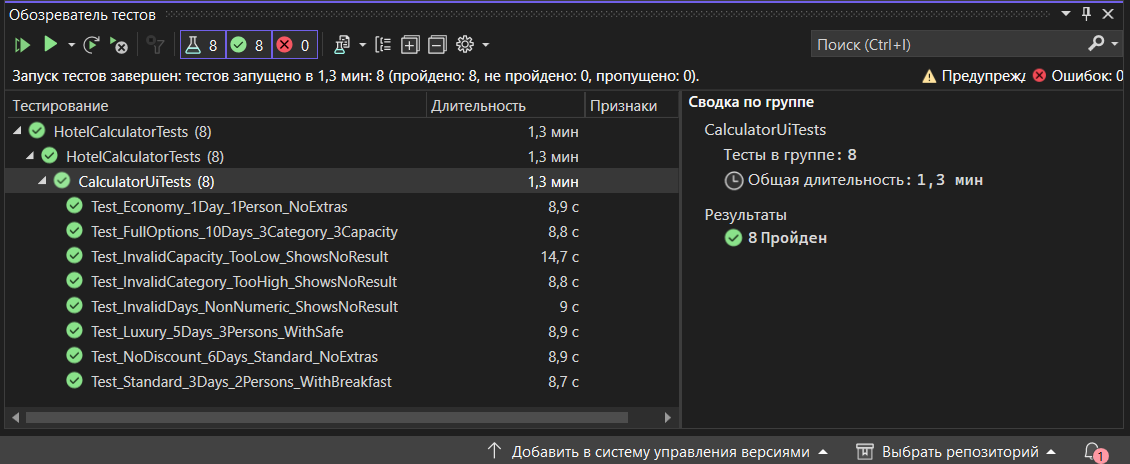 Обозреватель тестов
8 8 0
Поиск (Ctrl+I)
Запуск тестов завершен: тестов запущено в 1,3 мин: 8 (пройдено: 8, не пройдено: 0, пропущено: 0).
Предупрежд Ошибок: 0
Тестирование Длительность Признаки
HotelCalculatorTests (8) 1,3 мин
HotelCalculatorTests (8) 1,3 мин
CalculatorUiTests (8) 1,3 мин
Test_Economy_1Day_1Person_NoExtras 8,9 с
Test_FullOptions_10Days_3Category_3Capacity 8,8 с
Test_InvalidCapacity_TooLow_ShowsNoResult 14,7 с
Test_InvalidCategory_TooHigh_ShowsNoResult 8,8 с
Test_InvalidDays_NonNumeric_ShowsNoResult 9 с
Test_Luxury_5Days_3Persons_WithSafe 8,9 с
Test_NoDiscount_6Days_Standard_NoExtras 8,9 с
Test_Standard_3Days_2Persons_WithBreakfast 8,7 с
Сводка по группе
CalculatorUiTests
Тесты в группе: 8
Общая длительность: 1,3 мин
Результаты
8 Пройден
Добавить в систему управления версиями Выбрать репозиторий 1